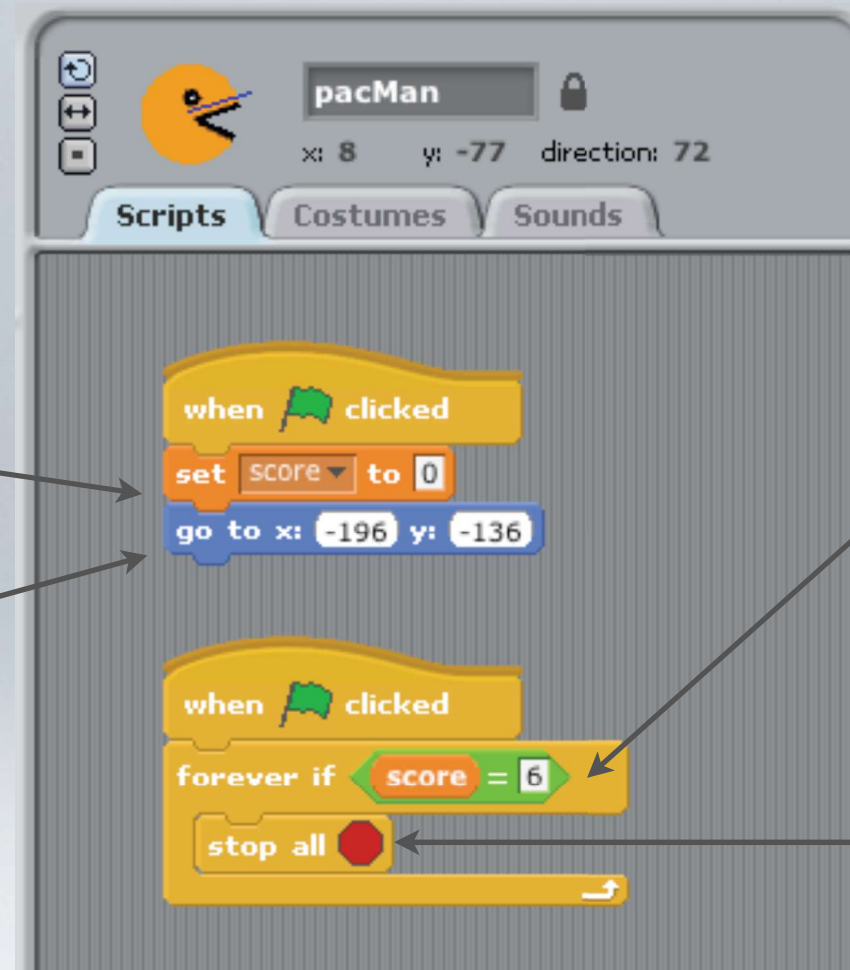 pacMan
x: 8 y: -77 direction: 72
Scripts Costumes Sounds
when clicked
set score to 0
go to x: -196 y: -136
when clicked
forever if score = 6
stop all